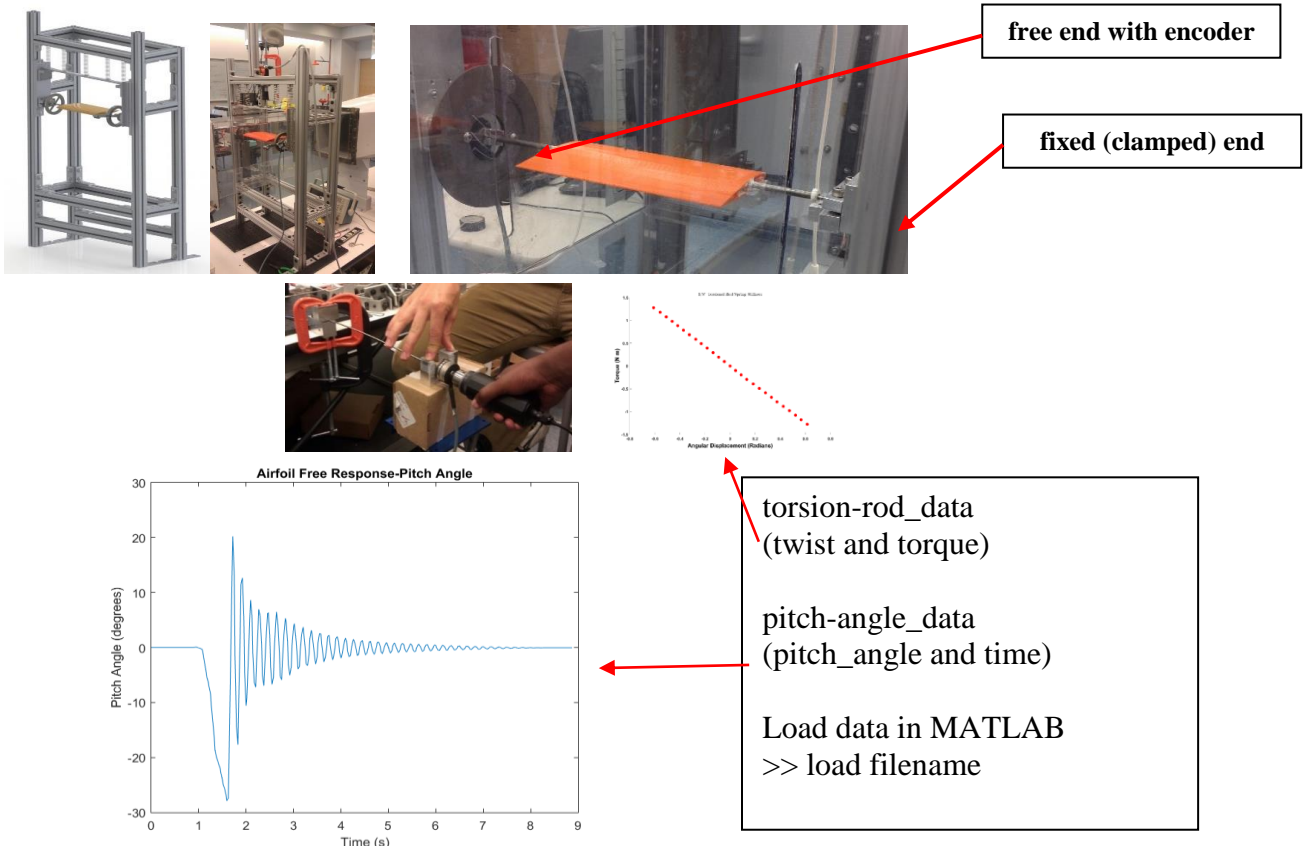 free end with encoder
fixed (clamped) end
Torque (N m)
Angular Displacement (Radians)
Airfoil Free Response-Pitch Angle
30
20
10
0
-10
-20
-30
Pitch Angle (degrees)
0 1 2 3 4 5 6 7 8 9
Time (s)
torsion-rod_data
(twist and torque)
pitch-angle_data
(pitch_angle and time)
Load data in MATLAB
>> load filename